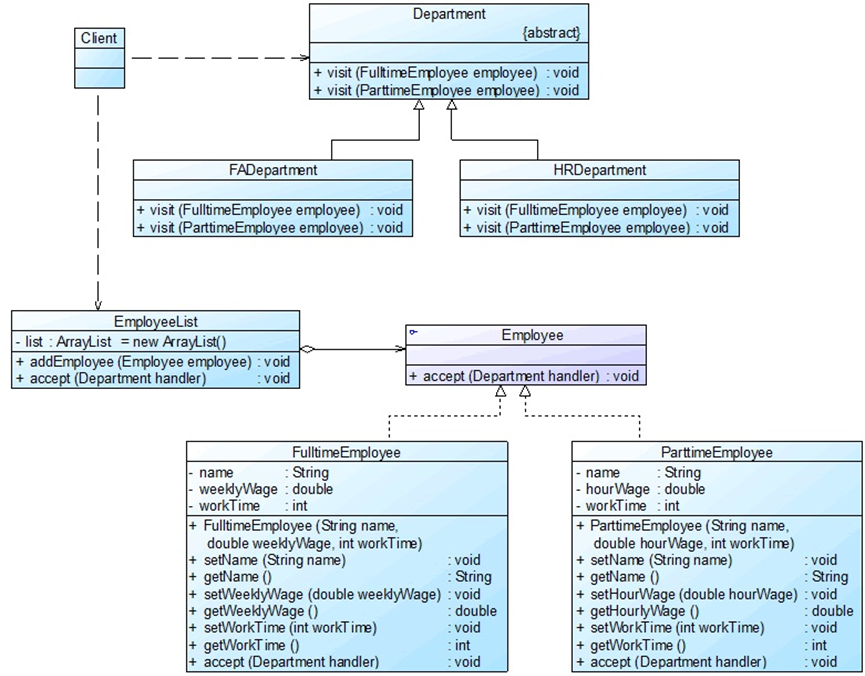 Client
Department
{abstract}
+ visit (FulltimeEmployee employee) : void
+ visit (ParttimeEmployee employee) : void
FADepartment
+ visit (FulltimeEmployee employee) : void
+ visit (ParttimeEmployee employee) : void
HRDepartment
+ visit (FulltimeEmployee employee) : void
+ visit (ParttimeEmployee employee) : void
EmployeeList
- list : ArrayList = new ArrayList()
+ addEmployee (Employee employee) : void
+ accept (Department handler) : void
Employee
+ accept (Department handler) : void
FulltimeEmployee
- name : String
- weeklyWage : double
- workTime : int
+ FulltimeEmployee (String name,
double weeklyWage, int workTime)
+ setName (String name) : void
+ getName () : String
+ setWeeklyWage (double weeklyWage) : void
+ getWeeklyWage () : double
+ setWorkTime (int workTime) : void
+ getWorkTime () : int
+ accept (Department handler) : void
ParttimeEmployee
- name : String
- hourWage : double
- workTime : int
+ ParttimeEmployee (String name,
double hourWage, int workTime)
+ setName (String name) : void
+ getName () : String
+ setHourWage (double hourWage) : void
+ getHourlyWage () : double
+ setWorkTime (int workTime) : void
+ getWorkTime () : int
+ accept (Department handler) : void